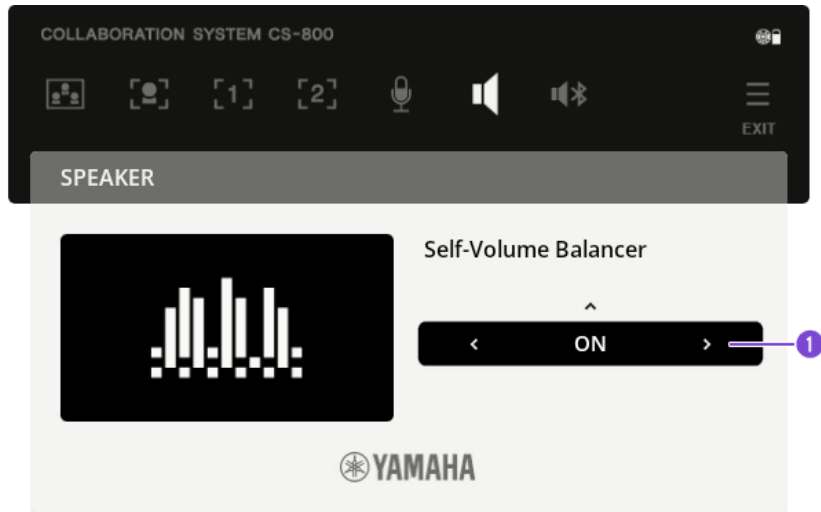 COLLABORATION SYSTEM CS-800
[1]
[2]
EXIT
SPEAKER
Self-Volume Balancer
ON
1
YAMAHA